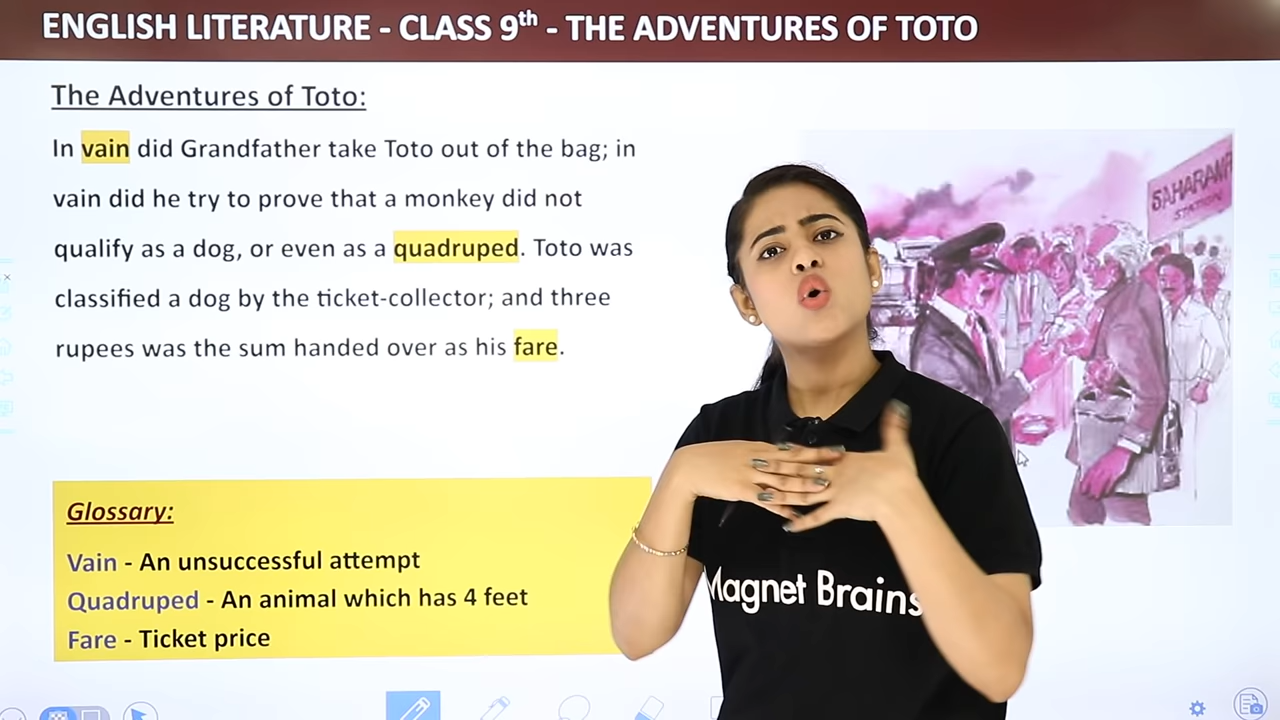 ENGLISH LITERATURE - CLASS 9th - THE ADVENTURES OF TOTO
The Adventures of Toto:
In vain did Grandfather take Toto out of the bag; in
vain did he try to prove that a monkey did not
qualify as a dog, or even as a quadruped. Toto was
classified a dog by the ticket-collector; and three
rupees was the sum handed over as his fare.
SAHARANPUR
STATION
Glossary:
Vain - An unsuccessful attempt
Quadruped - An animal which has 4 feet
Fare - Ticket price
Magnet Brains